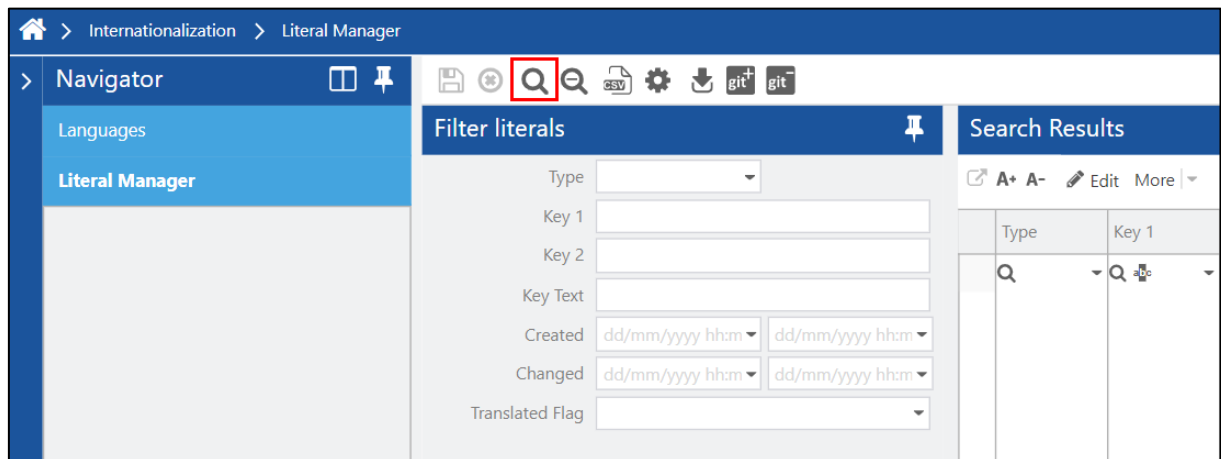 > Internationalization > Literal Manager
> Navigator
Languages
Literal Manager
CSV git+ git-
Filter literals
Type
Key 1
Key 2
Key Text
Created dd/mm/yyyy hh:m dd/mm/yyyy hh:m
Changed dd/mm/yyyy hh:m dd/mm/yyyy hh:m
Translated Flag
Search Results
A+ A- Edit More
Type Key 1
abc